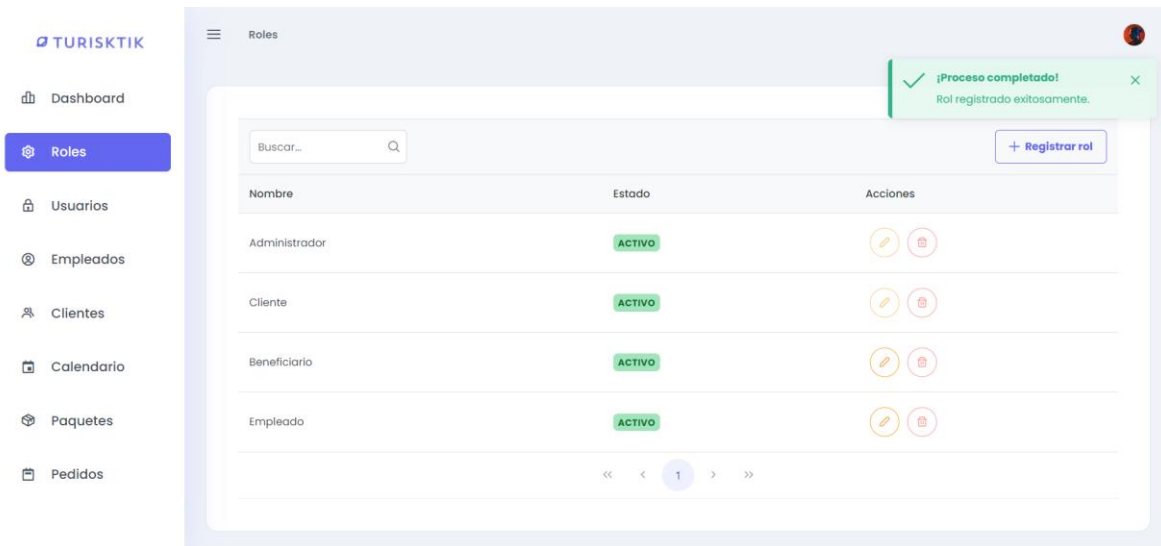 TURISKTIK
Roles
¡Proceso completado!
Rol registrado exitosamente.
Dashboard
Roles
Usuarios
Empleados
Clientes
Calendario
Paquetes
Pedidos
Buscar...
+ Registrar rol
Nombre Estado Acciones
Administrador ACTIVO
Cliente ACTIVO
Beneficiario ACTIVO
Empleado ACTIVO
<< < 1 > >>